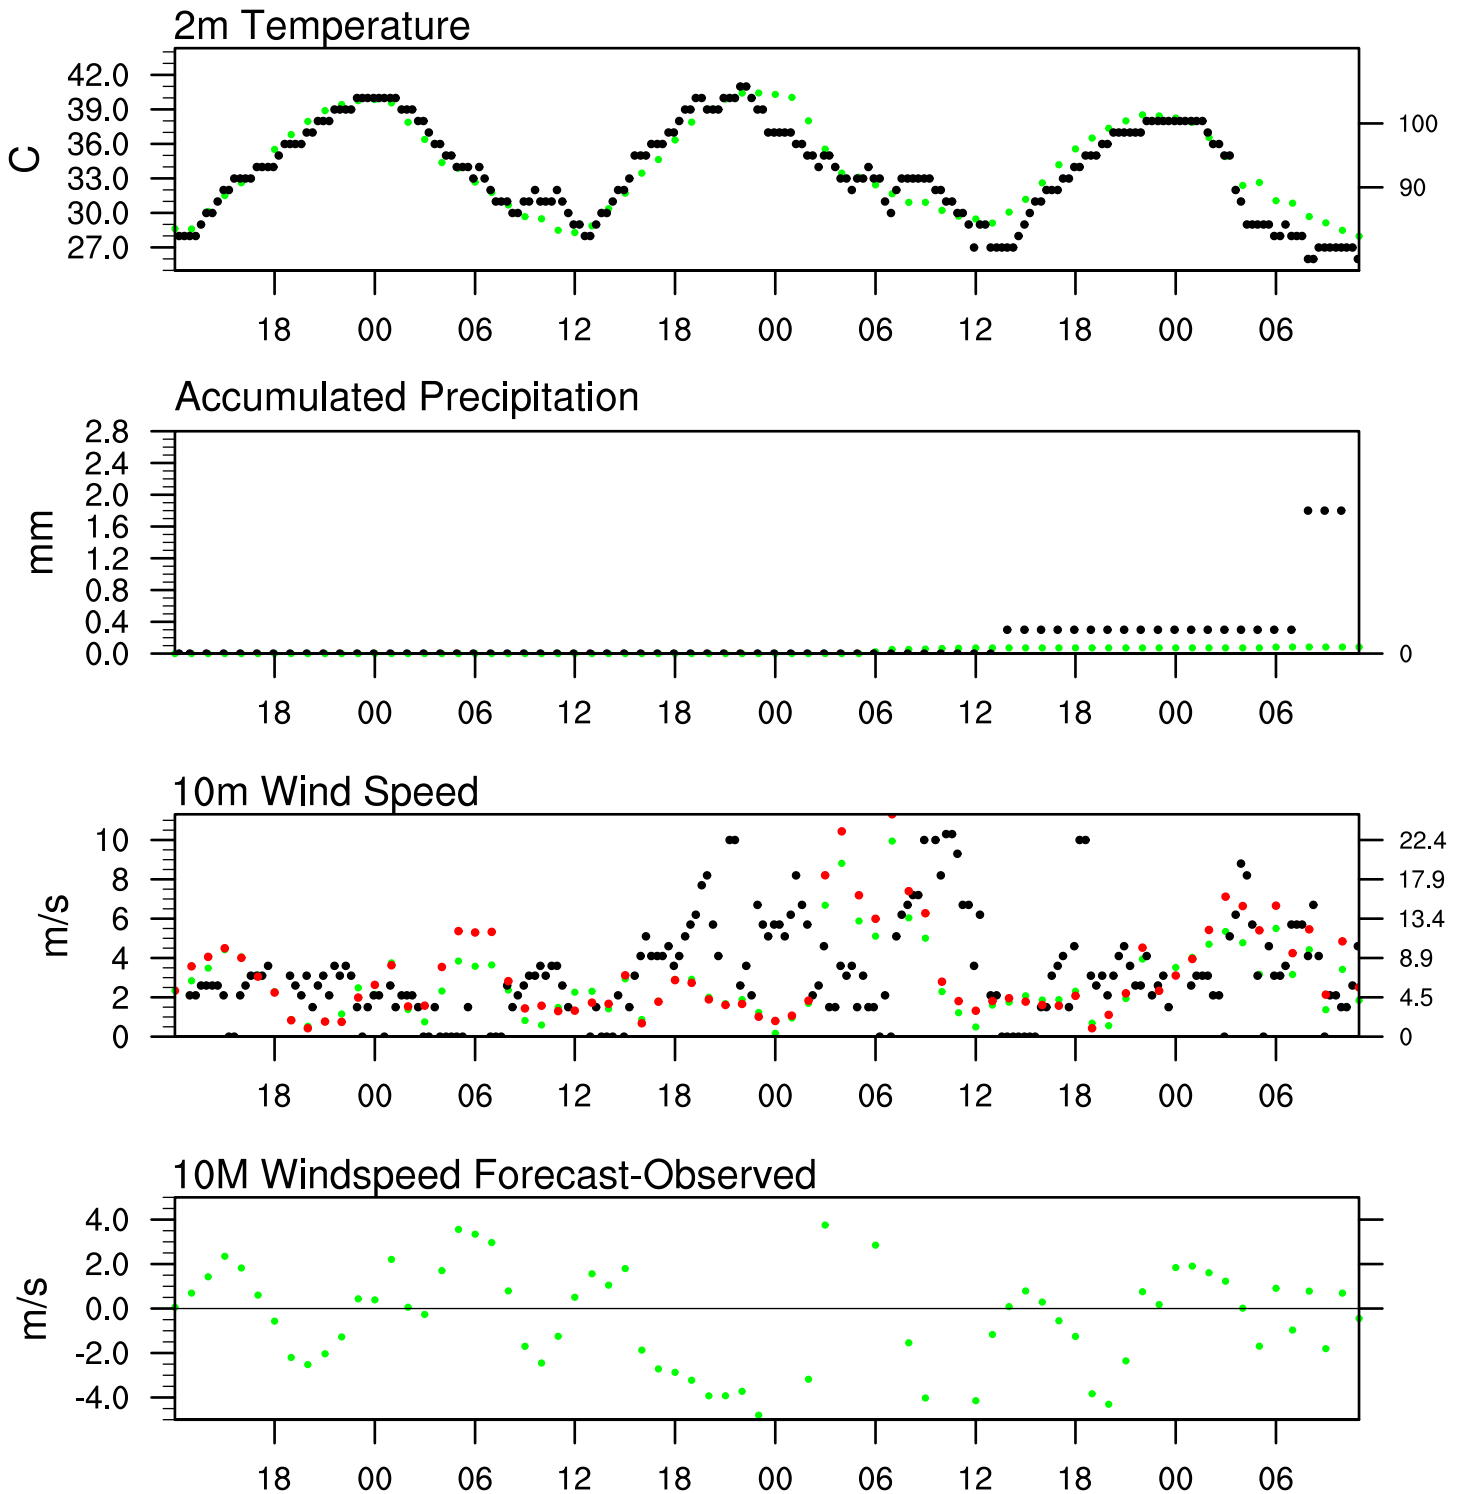 2m Temperature
42.0
39.0
36.0
33.0
30.0
27.0
C
100
90
18 00 06 12 18 00 06 12 18 00 06
Accumulated Precipitation
2.8
2.4
2.0
1.6
1.2
0.8
0.4
0.0
mm
0
18 00 06 12 18 00 06 12 18 00 06
10m Wind Speed
10
8
6
4
2
0
m/s
22.4
17.9
13.4
8.9
4.5
0
18 00 06 12 18 00 06 12 18 00 06
10M Windspeed Forecast-Observed
4.0
2.0
0.0
-2.0
-4.0
m/s
18 00 06 12 18 00 06 12 18 00 06